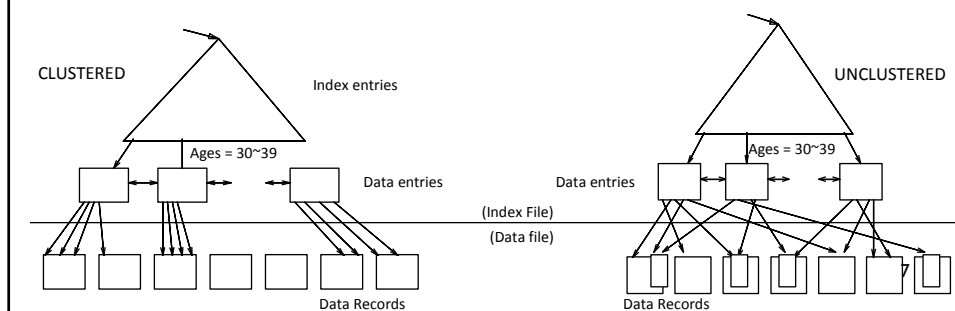 CLUSTERED
Index entries
UNCLUSTERED
Ages = 30~39
Ages = 30~39
Data entries
Data entries
(Index File)
(Data file)
7
Data Records
Data Records